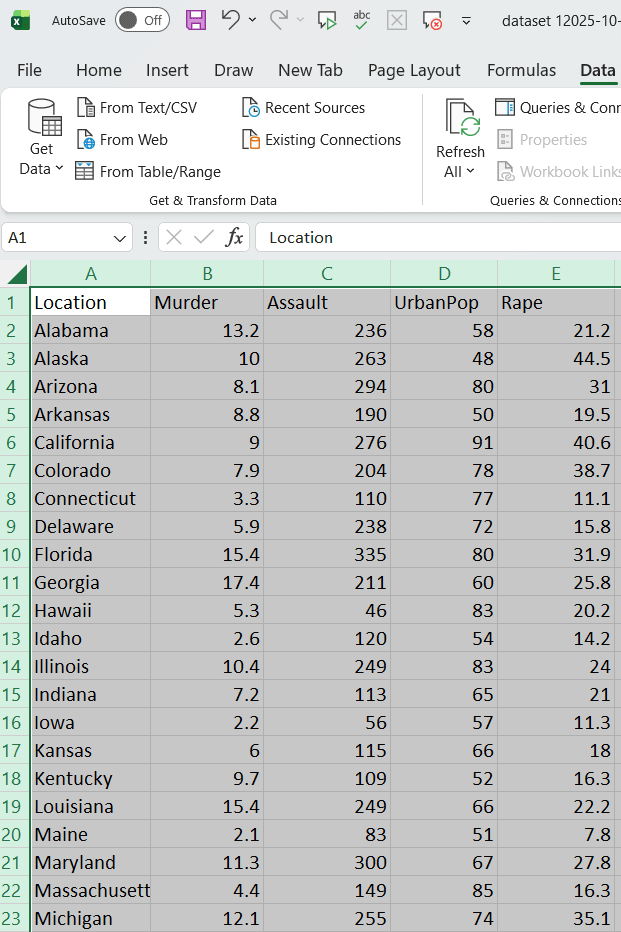 AutoSave Off abc dataset 12025-10-
File Home Insert Draw New Tab Page Layout Formulas Data
From Text/CSV Recent Sources Queries & Conn
Get Data From Web Existing Connections Refresh All Properties
From Table/Range Workbook Links
Get & Transform Data Queries & Connections
A1 fx Location
A B C D E
1 Location Murder Assault UrbanPop Rape
2 Alabama 13.2 236 58 21.2
3 Alaska 10 263 48 44.5
4 Arizona 8.1 294 80 31
5 Arkansas 8.8 190 50 19.5
6 California 9 276 91 40.6
7 Colorado 7.9 204 78 38.7
8 Connecticut 3.3 110 77 11.1
9 Delaware 5.9 238 72 15.8
10 Florida 15.4 335 80 31.9
11 Georgia 17.4 211 60 25.8
12 Hawaii 5.3 46 83 20.2
13 Idaho 2.6 120 54 14.2
14 Illinois 10.4 249 83 24
15 Indiana 7.2 113 65 21
16 Iowa 2.2 56 57 11.3
17 Kansas 6 115 66 18
18 Kentucky 9.7 109 52 16.3
19 Louisiana 15.4 249 66 22.2
20 Maine 2.1 83 51 7.8
21 Maryland 11.3 300 67 27.8
22 Massachusett 4.4 149 85 16.3
23 Michigan 12.1 255 74 35.1